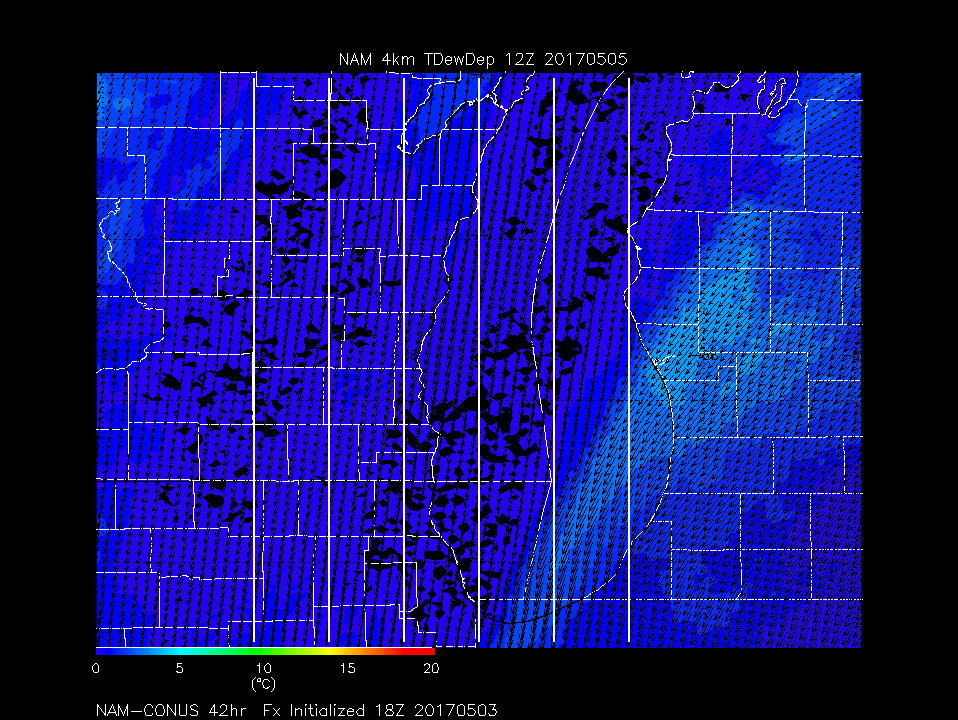 NAM 4km TDewDep 12Z 20170505
0 5 10 15 20
(°C)
NAM-CONUS 42hr Fx Initialized 18Z 20170503